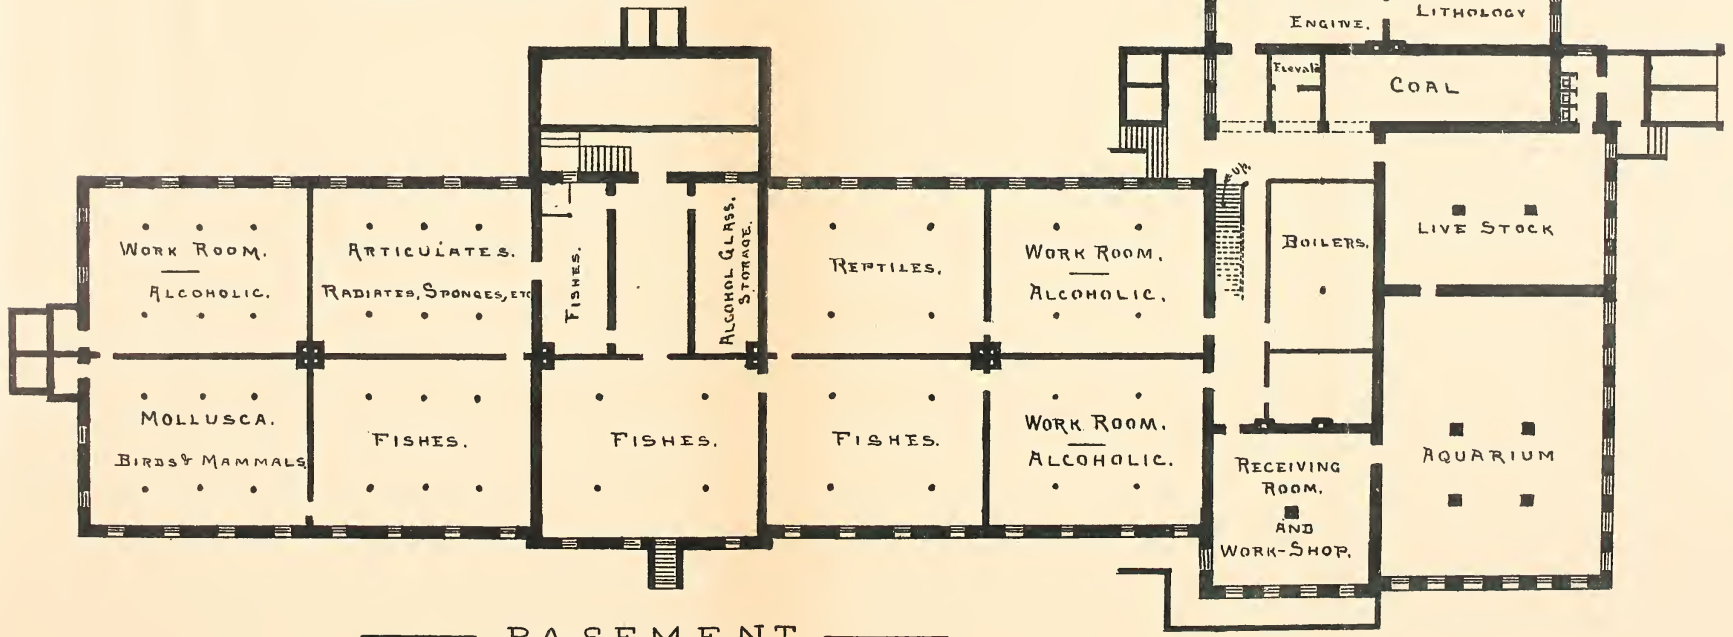 ENGINE.
LITHOLOGY
Elevat
COAL
WORK ROOM.
ALCOHOLIC.
ARTICULATES.
RADIATES, SPONGES, ETC
FISHES.
ALCOHOL GLASS.
STORAGE.
REPTILES.
WORK ROOM.
ALCOHOLIC.
UP.
BOILERS.
LIVE STOCK
MOLLUSCA.
BIRDS & MAMMALS
FISHES.
FISHES.
FISHES.
WORK ROOM.
ALCOHOLIC.
RECEIVING
ROOM.
AND
WORK-SHOP.
AQUARIUM
BASEMENT